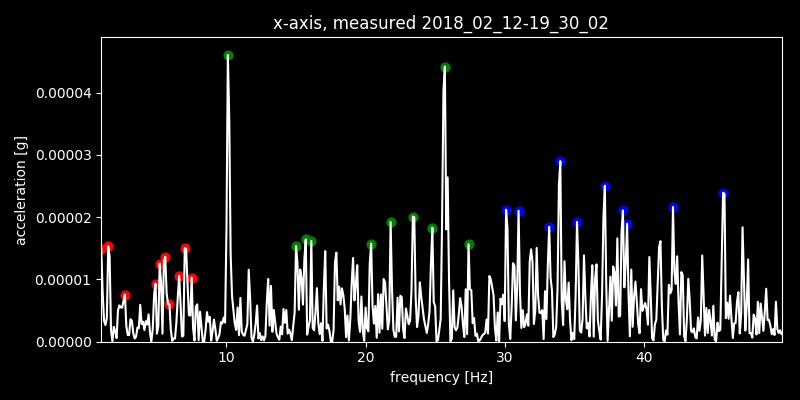 x-axis, measured 2018_02_12-19_30_02
acceleration [g]
0.00004
0.00003
0.00002
0.00001
0.00000
10 20 30 40
frequency [Hz]